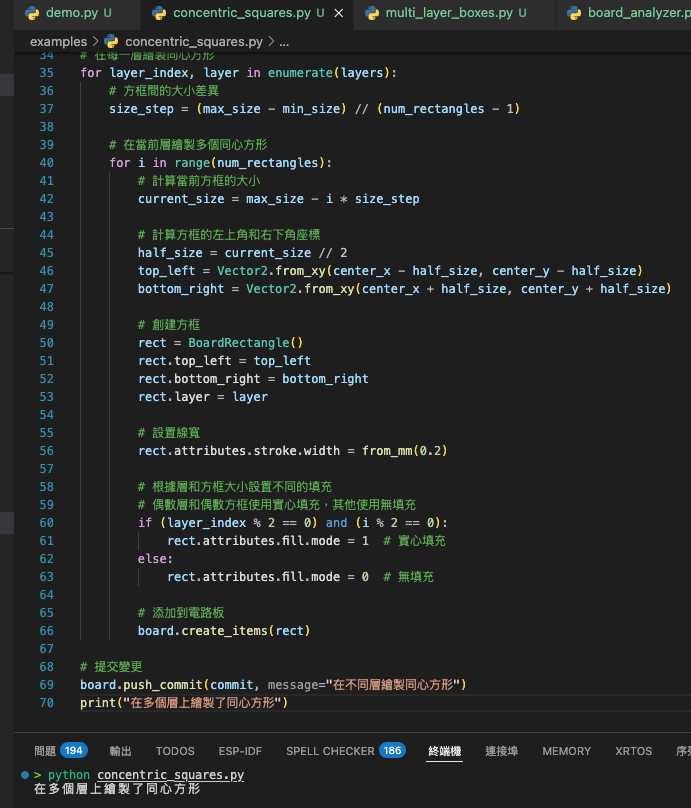 demo.py U concentric_squares.py U × multi_layer_boxes.py U board_analyzer.p
examples > concentric_squares.py > ...
34 # 在每一層繪製同心方形
35 for layer_index, layer in enumerate(layers):
36 # 方框間的大小差異
37 size_step = (max_size - min_size) // (num_rectangles - 1)
38
39 # 在當前層繪製多個同心方形
40 for i in range(num_rectangles):
41 # 計算當前方框的大小
42 current_size = max_size - i * size_step
43
44 # 計算方框的左上角和右下角座標
45 half_size = current_size // 2
46 top_left = Vector2.from_xy(center_x - half_size, center_y - half_size)
47 bottom_right = Vector2.from_xy(center_x + half_size, center_y + half_size)
48
49 # 創建方框
50 rect = BoardRectangle()
51 rect.top_left = top_left
52 rect.bottom_right = bottom_right
53 rect.layer = layer
54
55 # 設置線寬
56 rect.attributes.stroke.width = from_mm(0.2)
57
58 # 根據層和方框大小設置不同的填充
59 # 偶數層和偶數方框使用實心填充，其他使用無填充
60 if (layer_index % 2 == 0) and (i % 2 == 0):
61 rect.attributes.fill.mode = 1 # 實心填充
62 else:
63 rect.attributes.fill.mode = 0 # 無填充
64
65 # 添加到電路板
66 board.create_items(rect)
67
68 # 提交變更
69 board.push_commit(commit, message="在不同層繪製同心方形")
70 print("在多個層上繪製了同心方形")
問題 194 輸出 TODOS ESP-IDF SPELL CHECKER 186 終端機 連接埠 MEMORY XRTOS 序列
> python concentric_squares.py
在多個層上繪製了同心方形